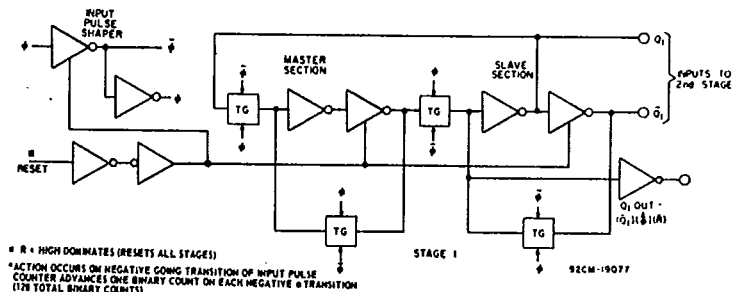 INPUT
PULSE
SHAPER
φ
φ̄
φ
MASTER
SECTION
SLAVE
SECTION
Q1
INPUTS TO
2nd STAGE
Q̄1
φ̄
TG
φ
φ
TG
φ̄
RESET
Q1 OUT =
φ
TG
φ̄
φ̄
TG
φ
STAGE 1
92CM-19077
R = HIGH DOMINATES (RESETS ALL STAGES)
ACTION OCCURS ON NEGATIVE GOING TRANSITION OF INPUT PULSE
COUNTER ADVANCES ONE BINARY COUNT ON EACH NEGATIVE φ TRANSITION
(128 TOTAL BINARY COUNTS)